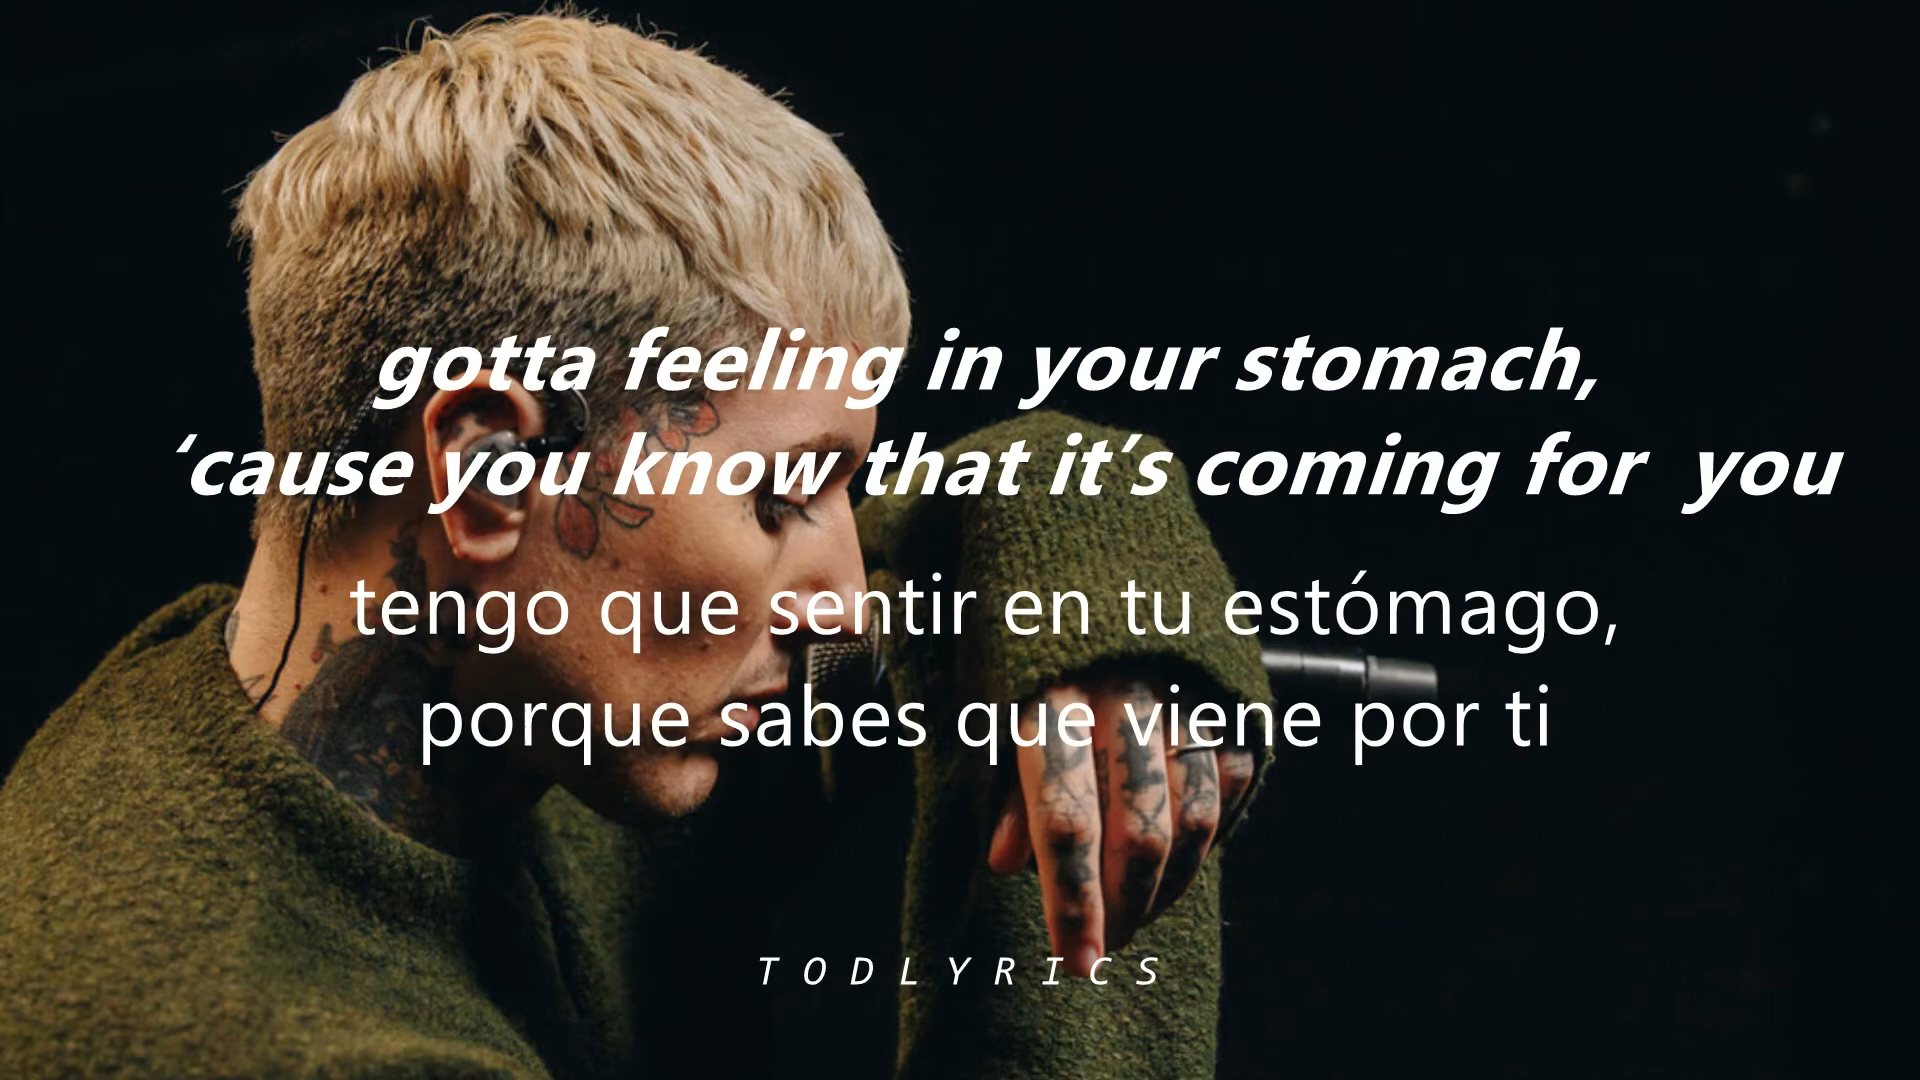 gotta feeling in your stomach,
‘cause you know that it’s coming for  you
tengo que sentir en tu estómago,
porque sabes que viene por ti
TODLYRICS